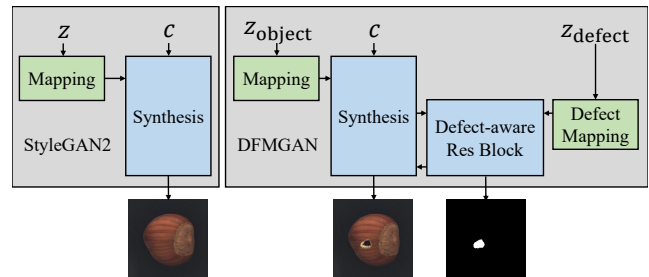 z
c
Mapping
Synthesis
StyleGAN2
z_object
c
z_defect
Mapping
Synthesis
Defect-aware
Res Block
Defect
Mapping
DFMGAN